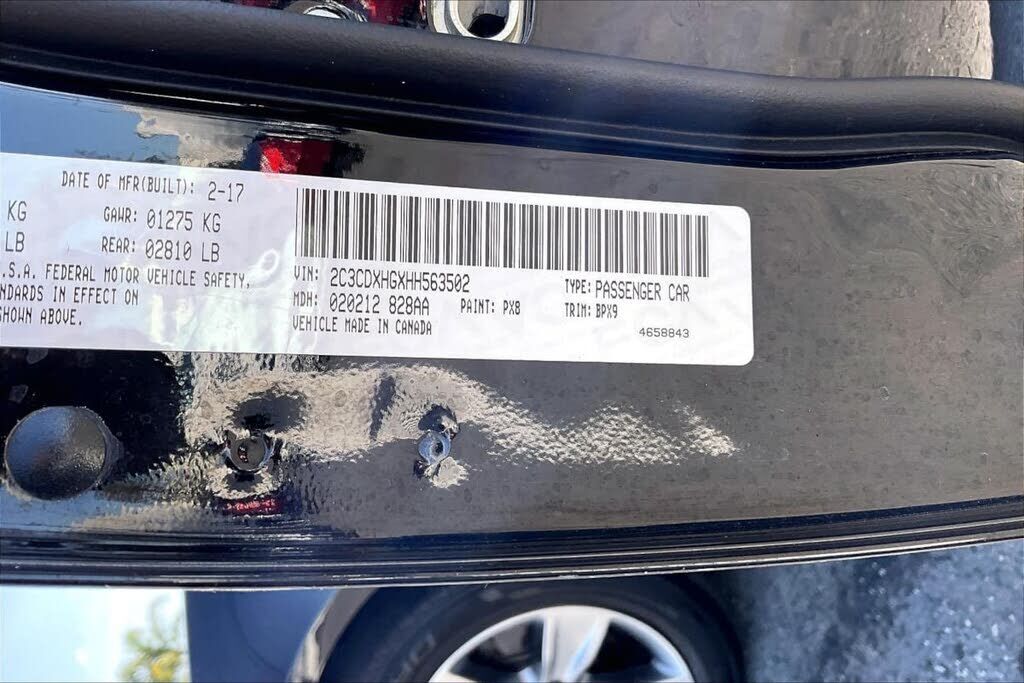 DATE OF MFR(BUILT): 2-17
KG GAWR: 01275 KG
LB REAR: 02810 LB
.S.A. FEDERAL MOTOR VEHICLE SAFETY,
NDARDS IN EFFECT ON
SHOWN ABOVE.
VIN: 2C3CDXHGXHH563502 TYPE: PASSENGER CAR
MDH: 020212 828AA PAINT: PX8 TRIM: BPX9
VEHICLE MADE IN CANADA 4658843